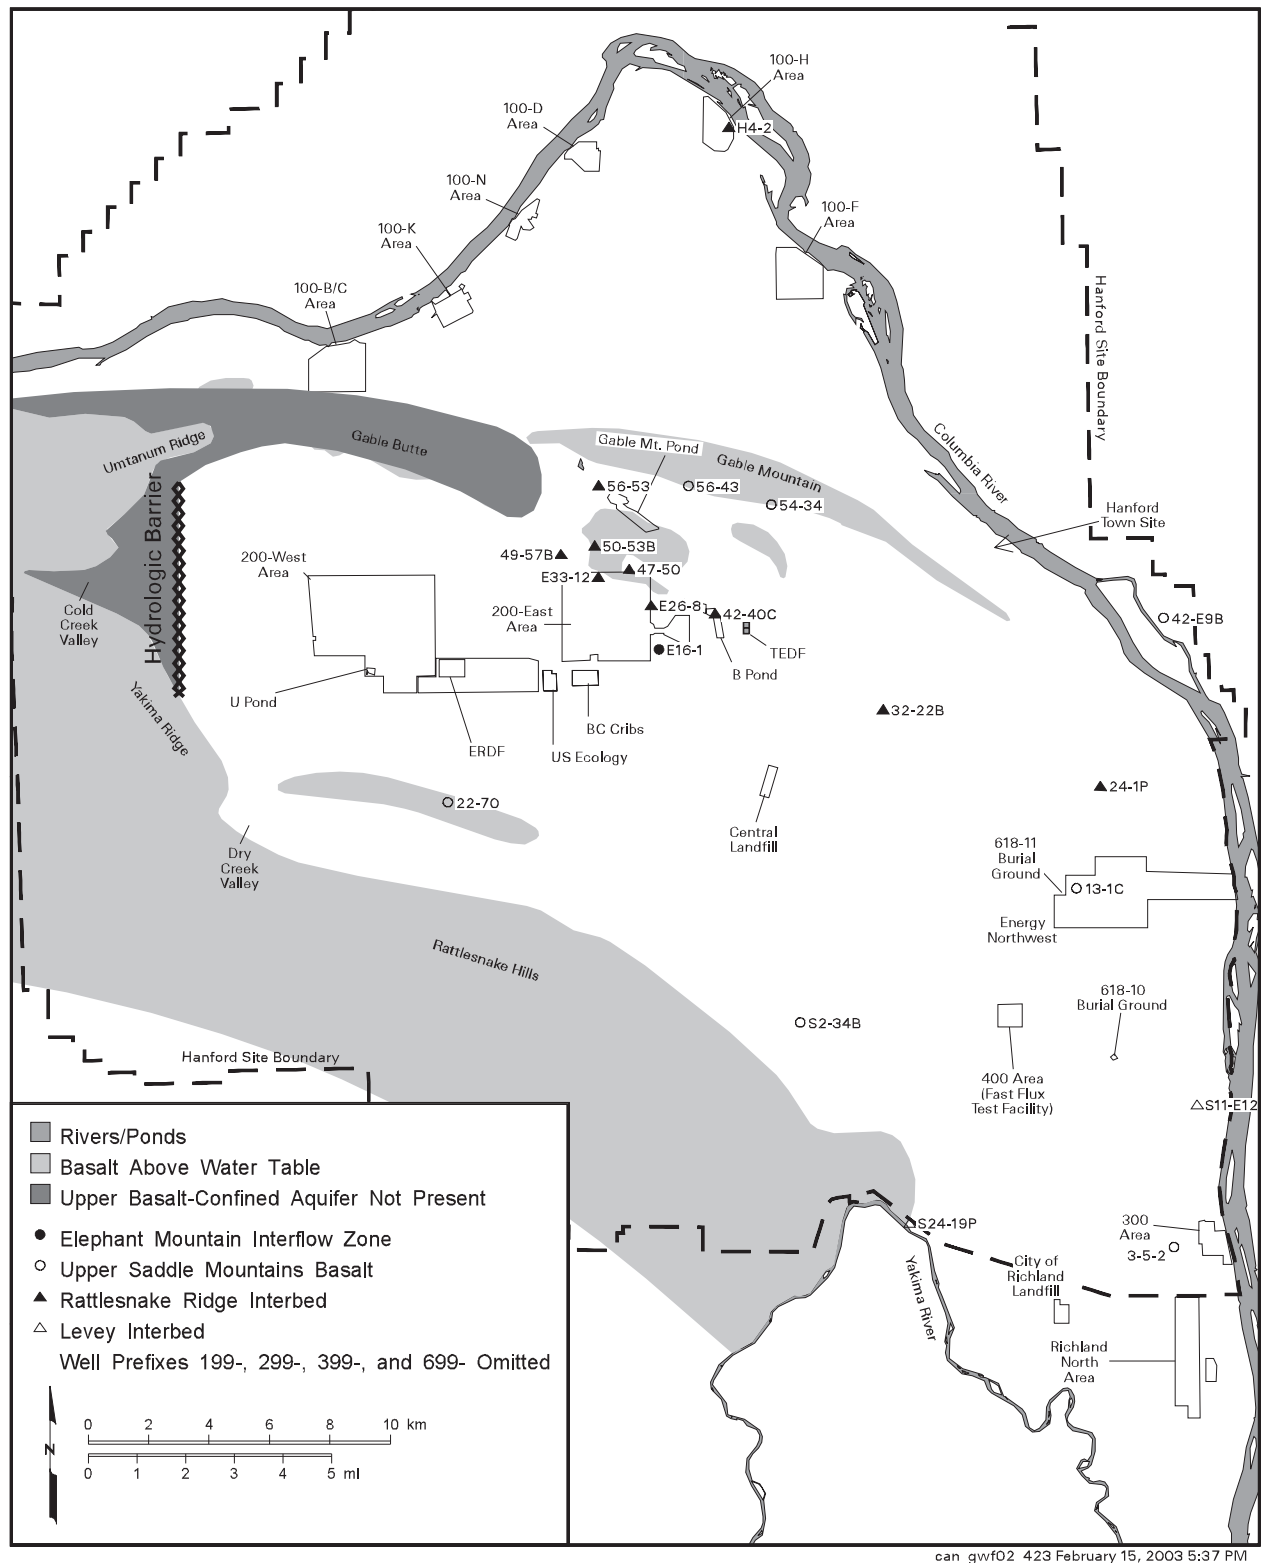 100-H
Area
H4-2
100-D
Area
100-N
Area
100-F
Area
100-K
Area
100-B/C
Area
Hanford Site Boundary
Columbia River
Umtanum Ridge
Gable Butte
Gable Mt. Pond
Gable Mountain
56-53
56-43
54-34
Hanford
Town Site
Hydrologic Barrier
Cold
Creek
Valley
200-West
Area
49-57B
50-53B
47-50
E33-12
200-East
Area
E26-8
42-40C
42-E9B
E16-1
TEDF
B Pond
Yakima Ridge
U Pond
ERDF
US Ecology
BC Cribs
32-22B
22-70
24-1P
Central
Landfill
Dry
Creek
Valley
618-11
Burial
Ground
13-1C
Energy
Northwest
Rattlesnake Hills
618-10
Burial Ground
S2-34B
400 Area
(Fast Flux
Test Facility)
Hanford Site Boundary
S11-E12
S24-19P
300
Area
3-5-2
City of
Richland
Landfill
Yakima River
Richland
North
Area
Rivers/Ponds
Basalt Above Water Table
Upper Basalt-Confined Aquifer Not Present
Elephant Mountain Interflow Zone
Upper Saddle Mountains Basalt
Rattlesnake Ridge Interbed
Levey Interbed
Well Prefixes 199-, 299-, 399-, and 699- Omitted
N
0 2 4 6 8 10 km
0 1 2 3 4 5 mi
can_gwf02_423 February 15, 2003 5:37 PM